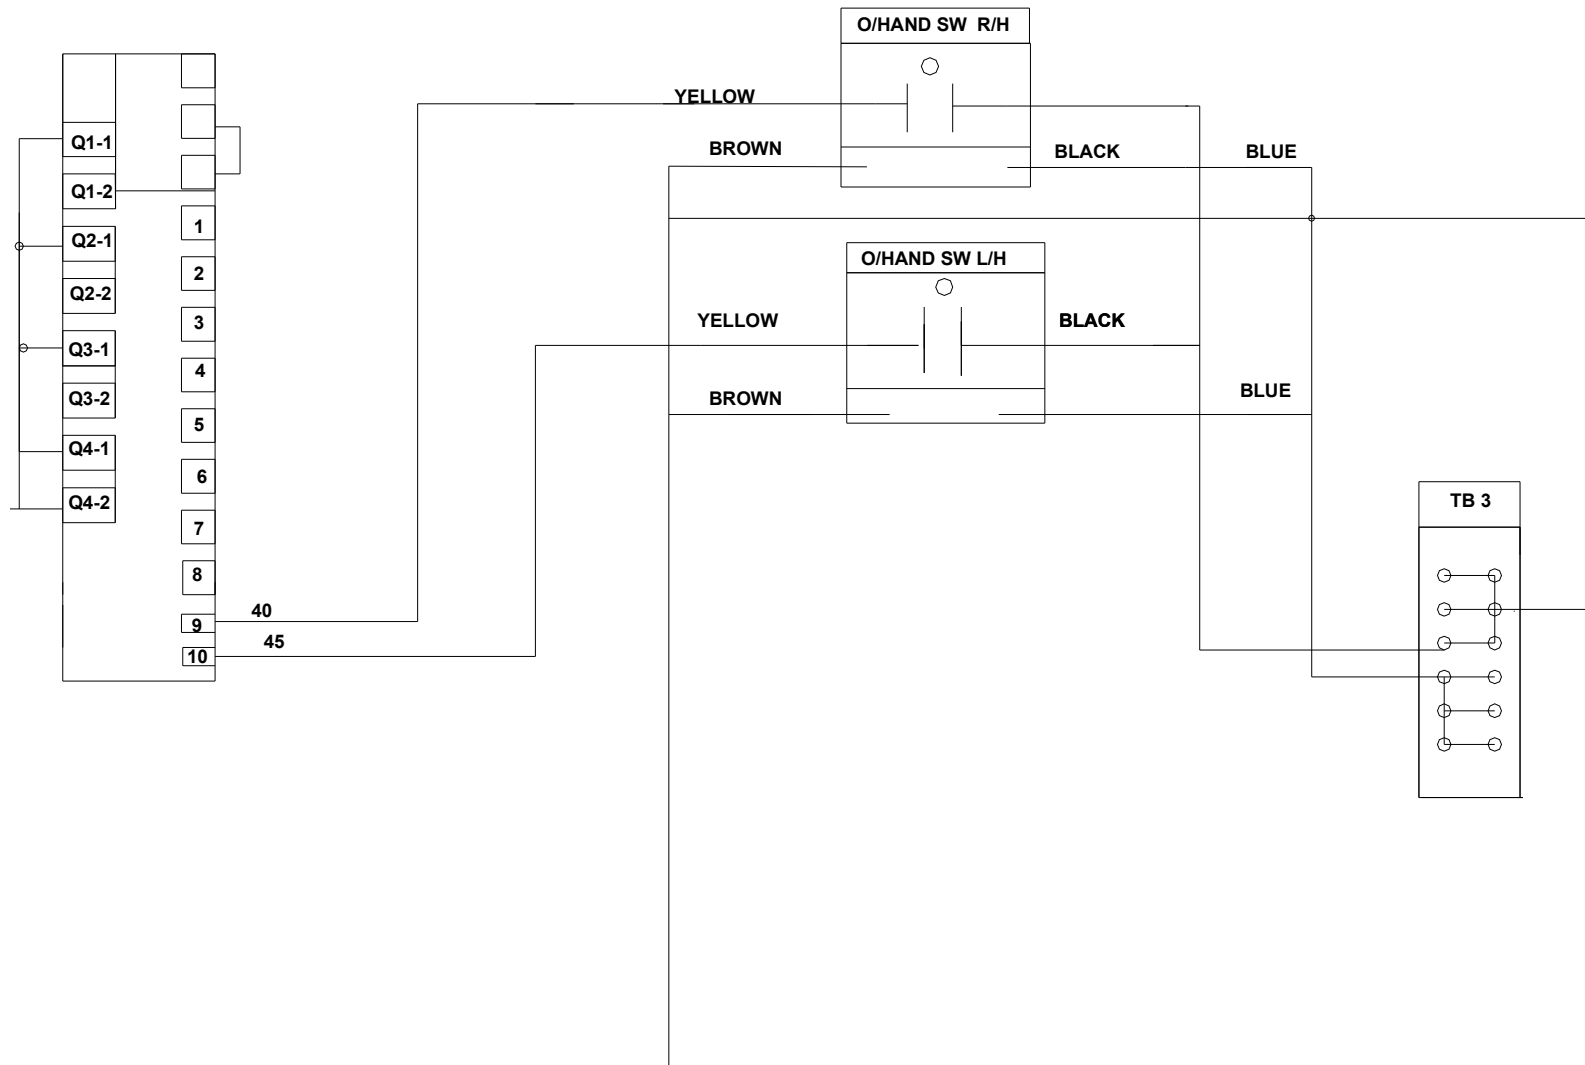 O/HAND SW R/H
YELLOW
BROWN
BLACK
BLUE
O/HAND SW L/H
YELLOW
BLACK
BROWN
BLUE
Q1-1
Q1-2
Q2-1
Q2-2
Q3-1
Q3-2
Q4-1
Q4-2
1
2
3
4
5
6
7
8
9
10
40
45
TB 3